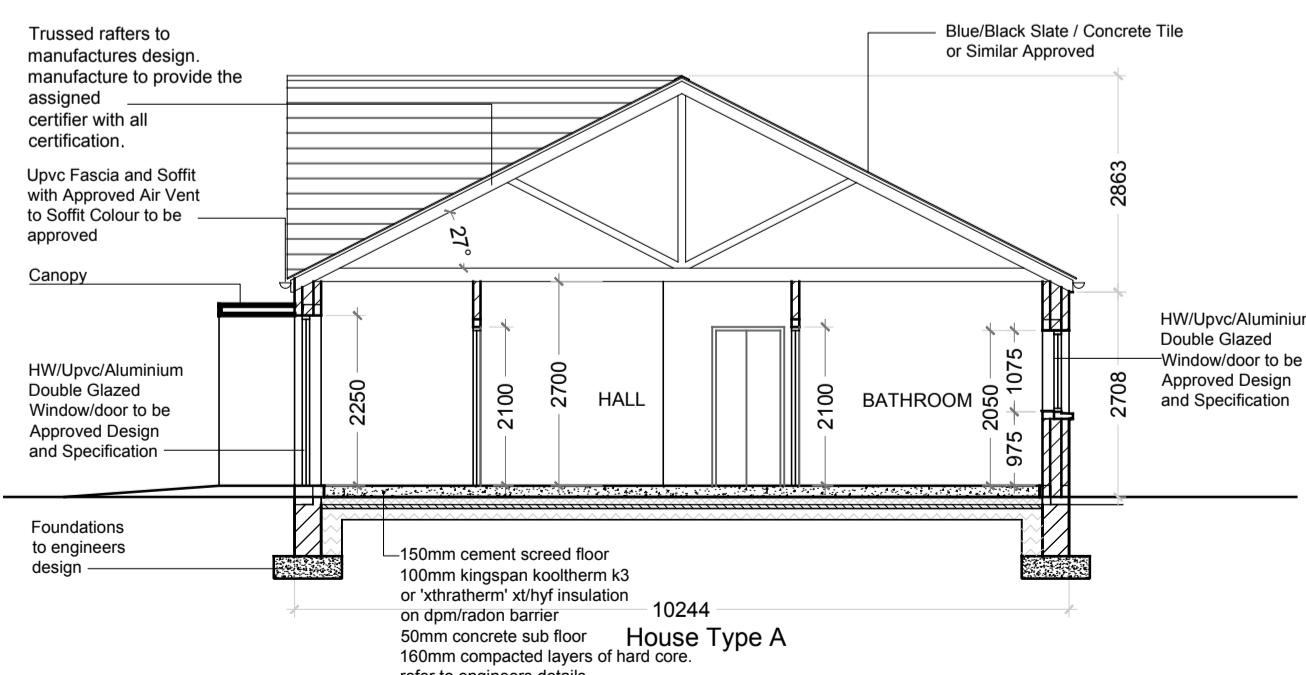 Trussed rafters to
manufactures design.
manufacture to provide the
assigned
certifier with all
certification.
Upvc Fascia and Soffit
with Approved Air Vent
to Soffit Colour to be
approved
Canopy
HW/Upvc/Aluminium
Double Glazed
Window/door to be
Approved Design
and Specification
Foundations
to engineers
design
Blue/Black Slate / Concrete Tile
or Similar Approved
2863
27°
2250
2100
2700
HALL
2100
BATHROOM
2050
1075
975
2708
HW/Upvc/Aluminiur
Double Glazed
Window/door to be
Approved Design
and Specification
150mm cement screed floor
100mm kingspan kooltherm k3
or 'xthratherm' xt/hyf insulation
on dpm/radon barrier
50mm concrete sub floor
160mm compacted layers of hard core.
refer to engineers details
10244
House Type A